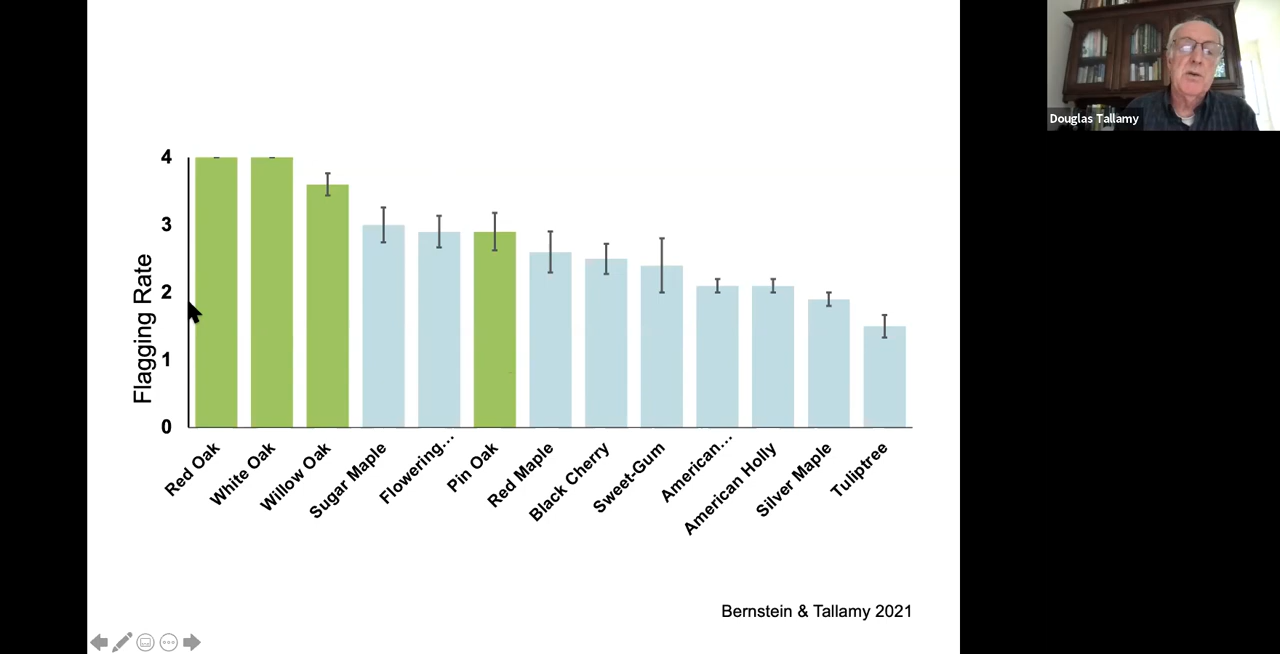 Douglas Tallamy
Flagging Rate
4
3
2
1
0
Red Oak
White Oak
Willow Oak
Sugar Maple
Flowering...
Pin Oak
Red Maple
Black Cherry
Sweet-Gum
American...
American Holly
Silver Maple
Tuliptree
Bernstein & Tallamy 2021